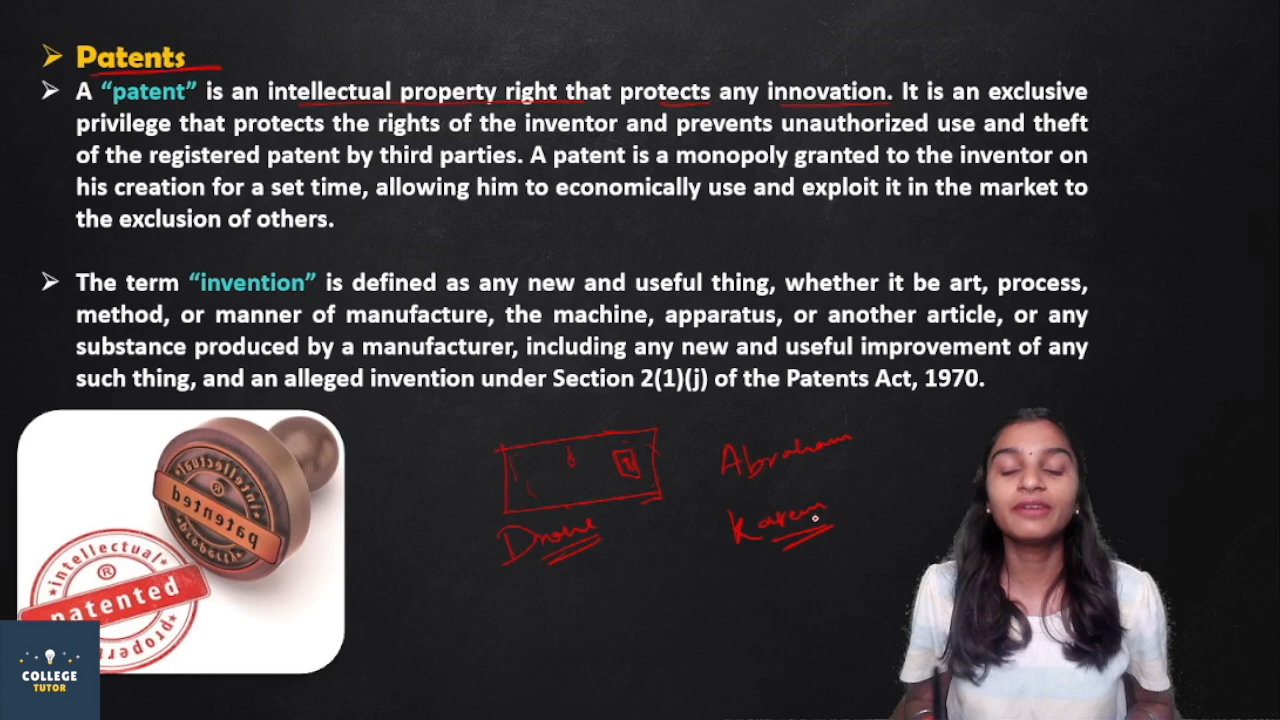 Patents
A “patent” is an intellectual property right that protects any innovation. It is an exclusive
privilege that protects the rights of the inventor and prevents unauthorized use and theft
of the registered patent by third parties. A patent is a monopoly granted to the inventor on
his creation for a set time, allowing him to economically use and exploit it in the market to
the exclusion of others.
The term “invention” is defined as any new and useful thing, whether it be art, process,
method, or manner of manufacture, the machine, apparatus, or another article, or any
substance produced by a manufacturer, including any new and useful improvement of any
such thing, and an alleged invention under Section 2(1)(j) of the Patents Act, 1970.
Drone
Abraham
Karem
intellectual
patented
property
intellectual
®
patented
property
COLLEGE
TUTOR